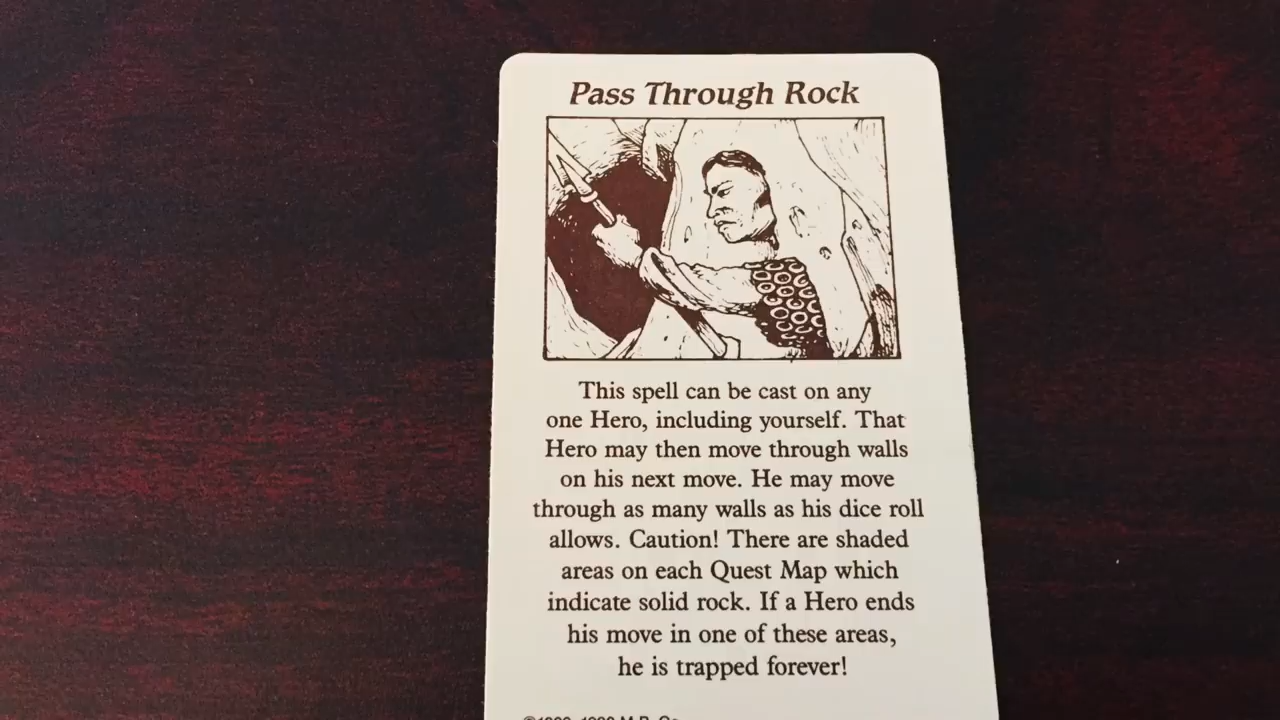 Pass Through Rock
This spell can be cast on any
one Hero, including yourself. That
Hero may then move through walls
on his next move. He may move
through as many walls as his dice roll
allows. Caution! There are shaded
areas on each Quest Map which
indicate solid rock. If a Hero ends
his move in one of these areas,
he is trapped forever!